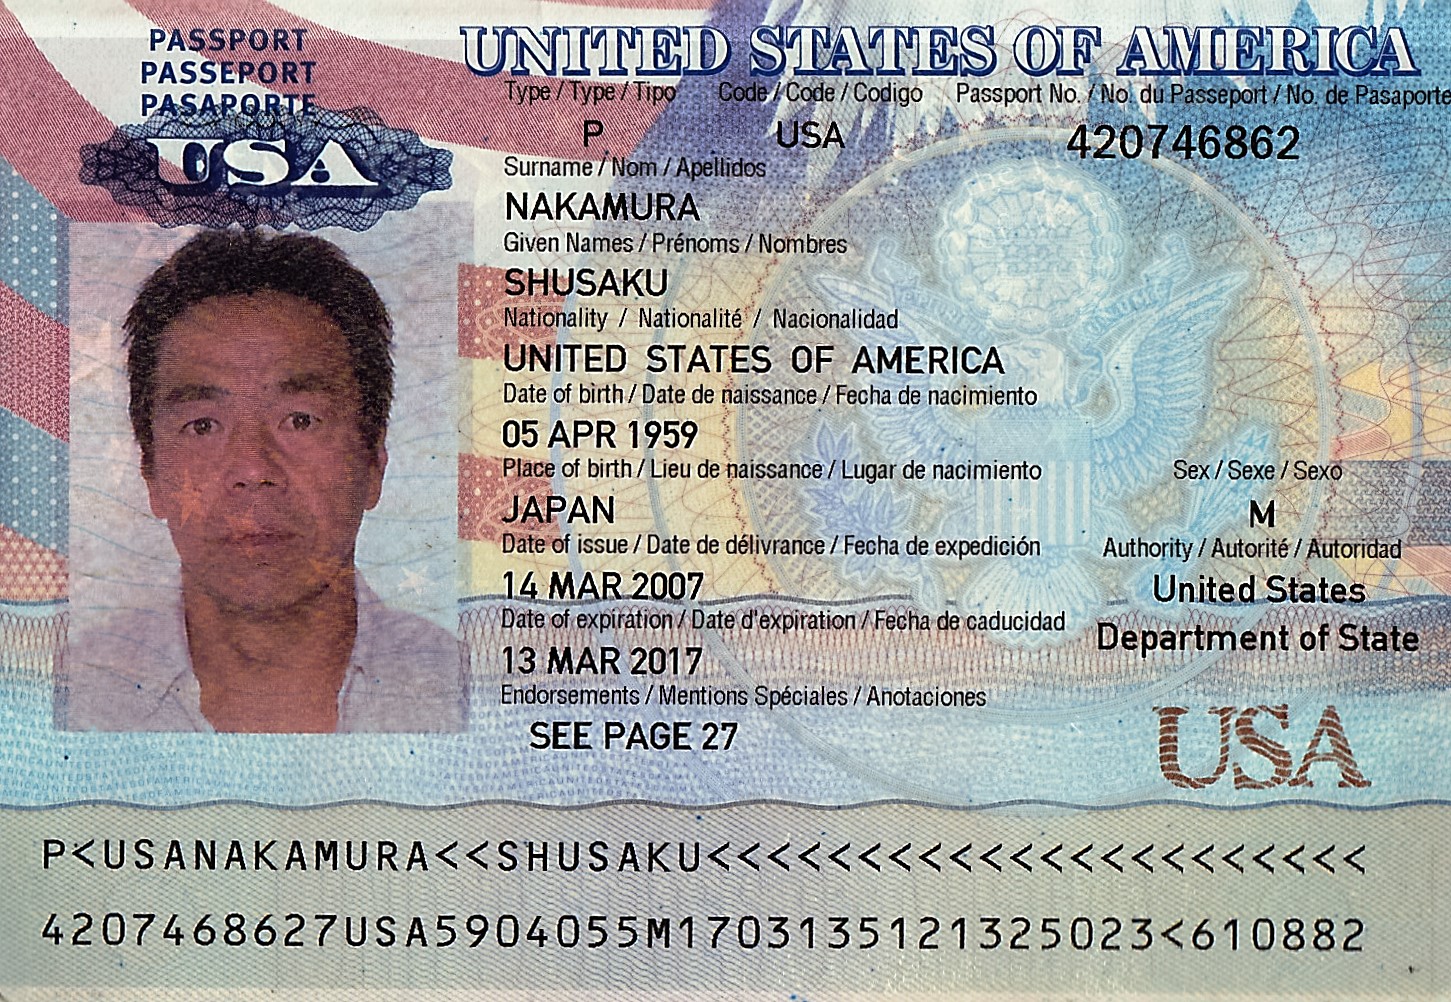 PASSPORT
PASSEPORT
PASAPORTE
USA
UNITED STATES OF AMERICA
Type / Type / Tipo Code / Code / Codigo Passport No. / No. du Passeport / No. de Pasaporte
P USA 420746862
Surname / Nom / Apellidos
NAKAMURA
Given Names / Prénoms / Nombres
SHUSAKU
Nationality / Nationalité / Nacionalidad
UNITED STATES OF AMERICA
Date of birth / Date de naissance / Fecha de nacimiento
05 APR 1959
Place of birth / Lieu de naissance / Lugar de nacimiento Sex / Sexe / Sexo
JAPAN M
Date of issue / Date de délivrance / Fecha de expedición Authority / Autorité / Autoridad
14 MAR 2007 United States
Date of expiration / Date d'expiration / Fecha de caducidad Department of State
13 MAR 2017
Endorsements / Mentions Spéciales / Anotaciones
SEE PAGE 27
USA
P<USANAKAMURA<<SHUSAKU<<<<<<<<<<<<<<<<<<<<<<
4207468627USA5904055M1703135121325023<610882